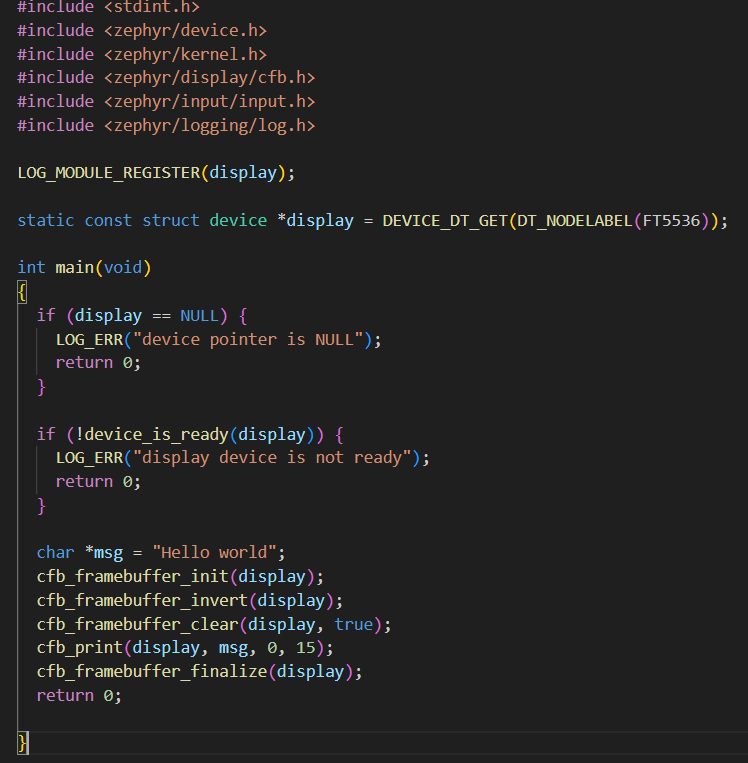 #include <stdint.h>
#include <zephyr/device.h>
#include <zephyr/kernel.h>
#include <zephyr/display/cfb.h>
#include <zephyr/input/input.h>
#include <zephyr/logging/log.h>
LOG_MODULE_REGISTER(display);
static const struct device *display = DEVICE_DT_GET(DT_NODELABEL(FT5536));
int main(void)
{
if (display == NULL) {
LOG_ERR("device pointer is NULL");
return 0;
}
if (!device_is_ready(display)) {
LOG_ERR("display device is not ready");
return 0;
}
char *msg = "Hello world";
cfb_framebuffer_init(display);
cfb_framebuffer_invert(display);
cfb_framebuffer_clear(display, true);
cfb_print(display, msg, 0, 15);
cfb_framebuffer_finalize(display);
return 0;
}